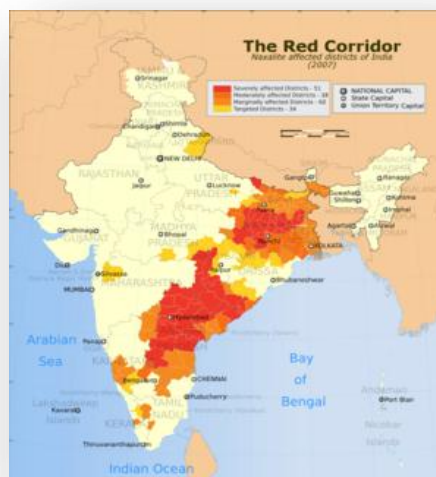 The Red Corridor
Naxalite affected districts of India
(2007)
Severely affected Districts - 51
Moderately affected Districts - 18
Marginally affected Districts - 62
Targeted Districts - 34
NATIONAL CAPITAL
State Capital
Union Territory Capital
Srinagar
KASHMIR
Shimla
Chandigarh
Dehradun
NEW DELHI
RAJASTHAN
Jaipur
UTTAR
PRADESH
Lucknow
Gangtok
Guwahati
Shillong
Kohima
Imphal
Agartala
Aizawl
Patna
Ranchi
KOLKATA
Gandhinagar
GUJARAT
Bhopal
MADHYA
PRADESH
Diu
Silvassa
MAHARASHTRA
Raipur
ORISSA
Bhubaneshwar
MUMBAI
Hyderabad
Arabian
Sea
Panaji
Bay
of
Bengal
CHENNAI
Puducherry
Lakshadweep
Islands
Kavaratti
TAMIL
NADU
Andaman
Port Blair
Nicobar
Islands
Thiruvananthapuram
Indian Ocean